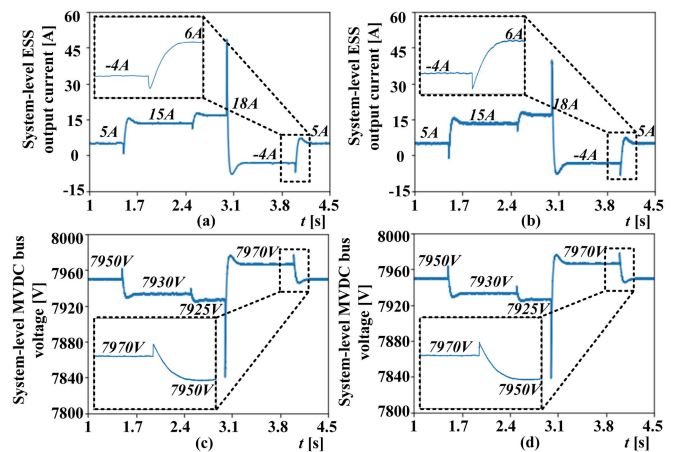 System-level ESS
output current [A]
60
45
30
15
0
-15
-4A
6A
5A
15A
18A
-4A
5A
1
1.7
2.4
3.1
3.8
4.5
(a)
t [s]
System-level ESS
output current [A]
60
45
30
15
0
-15
-4A
6A
5A
15A
18A
-4A
5A
1
1.7
2.4
3.1
3.8
4.5
(b)
t [s]
System-level MVDC bus
voltage [V]
8000
7960
7920
7880
7840
7800
7950V
7930V
7925V
7970V
7970V
7950V
1
1.7
2.4
3.1
3.8
4.5
(c)
t [s]
System-level MVDC bus
voltage [V]
8000
7960
7920
7880
7840
7800
7950V
7930V
7925V
7970V
7970V
7950V
1
1.7
2.4
3.1
3.8
4.5
(d)
t [s]